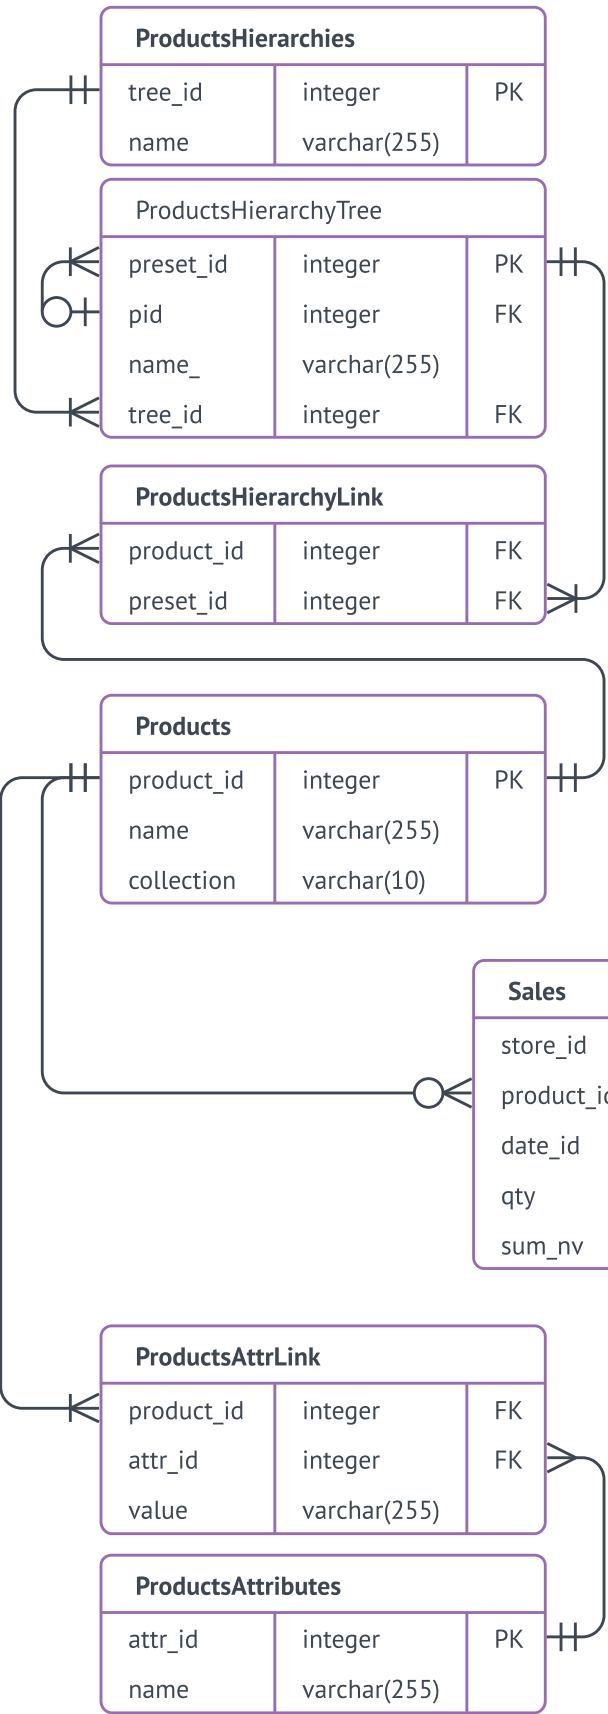 ProductsHierarchies
tree_id integer PK
name varchar(255)
ProductsHierarchyTree
preset_id integer PK
pid integer FK
name_ varchar(255)
tree_id integer FK
ProductsHierarchyLink
product_id integer FK
preset_id integer FK
Products
product_id integer PK
name varchar(255)
collection varchar(10)
Sales
store_id
product_id
date_id
qty
sum_nv
ProductsAttrLink
product_id integer FK
attr_id integer FK
value varchar(255)
ProductsAttributes
attr_id integer PK
name varchar(255)